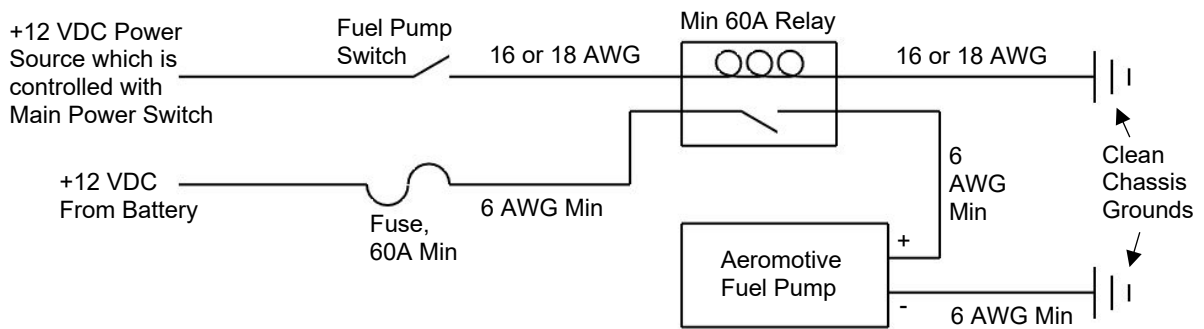 +12 VDC Power
Source which is
controlled with
Main Power Switch
Fuel Pump
Switch
16 or 18 AWG
Min 60A Relay
16 or 18 AWG
+12 VDC
From Battery
Fuse,
60A Min
6 AWG Min
6
AWG
Min
Clean
Chassis
Grounds
Aeromotive
Fuel Pump
+
-
6 AWG Min